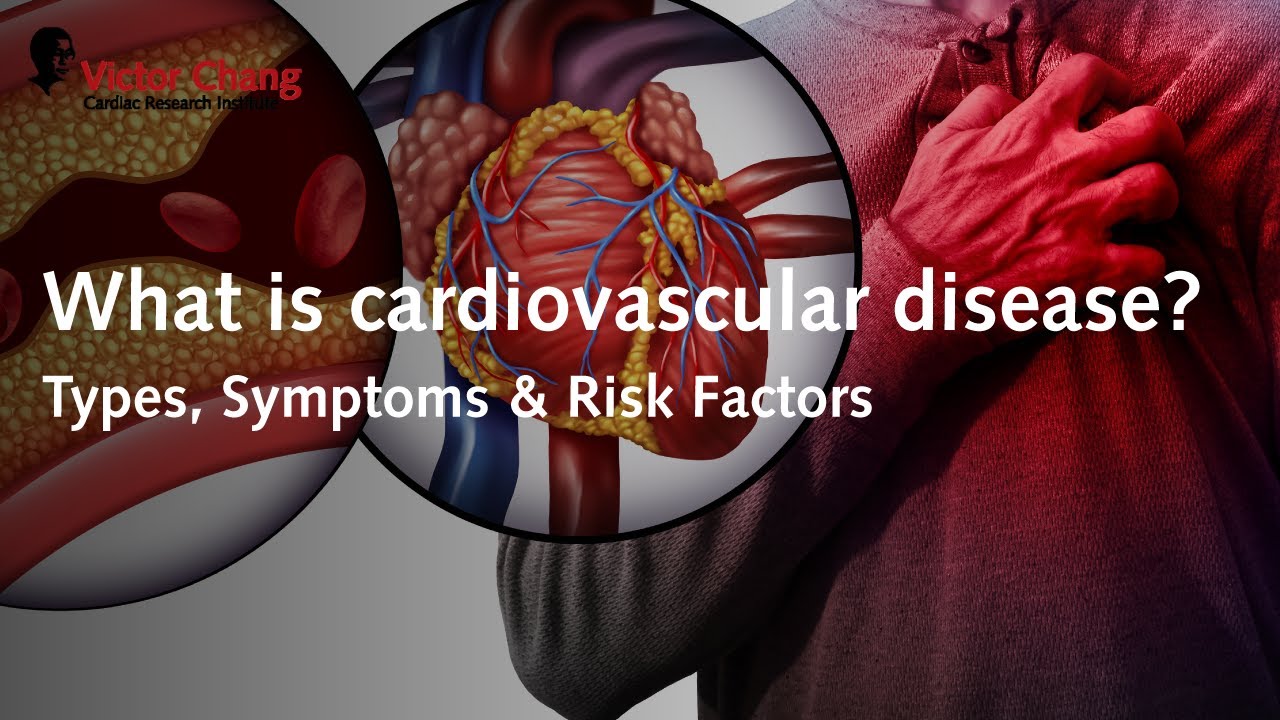 Victor Chang
Cardiac Research Institute
What is cardiovascular disease?
Types, Symptoms & Risk Factors